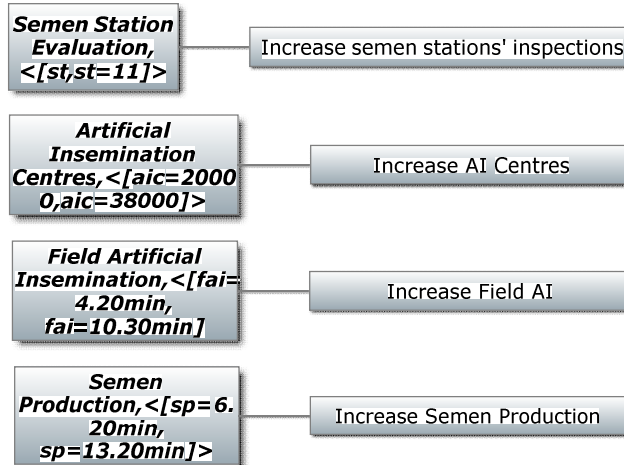 Semen Station
Evaluation,
<[st,st=11]>
Increase semen stations' inspections
Artificial
Insemination
Centres,<[aic=2000
0,aic=38000]>
Increase AI Centres
Field Artificial
Insemination,<[fai=
4.20min,
fai=10.30min]
Increase Field AI
Semen
Production,<[sp=6.
20min,
sp=13.20min]>
Increase Semen Production